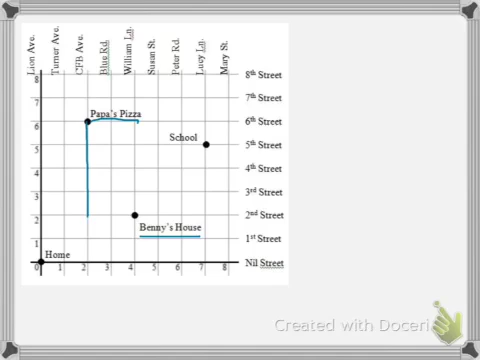 Lion Ave.
Turner Ave.
CFB Ave.
Blue Rd.
William Ln.
Susan St.
Peter Rd.
Lucy Ln.
Mary St.
8 8th Street
7 7th Street
Papa's Pizza
6 6th Street
School
5 5th Street
4 4th Street
3 3rd Street
2 2nd Street
Benny's House
1 1st Street
Home
Nil Street
0 1 2 3 4 5 6 7 8
Created with Doceri